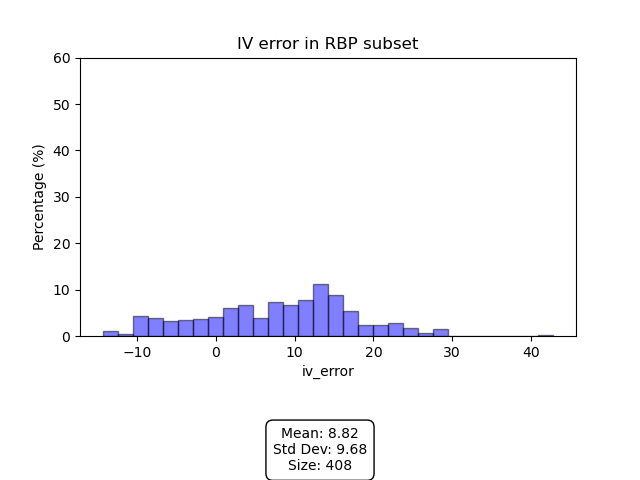 IV error in RBP subset
60
50
40
30
20
10
0
Percentage (%)
−10 0 10 20 30 40
iv_error
Mean: 8.82
Std Dev: 9.68
Size: 408